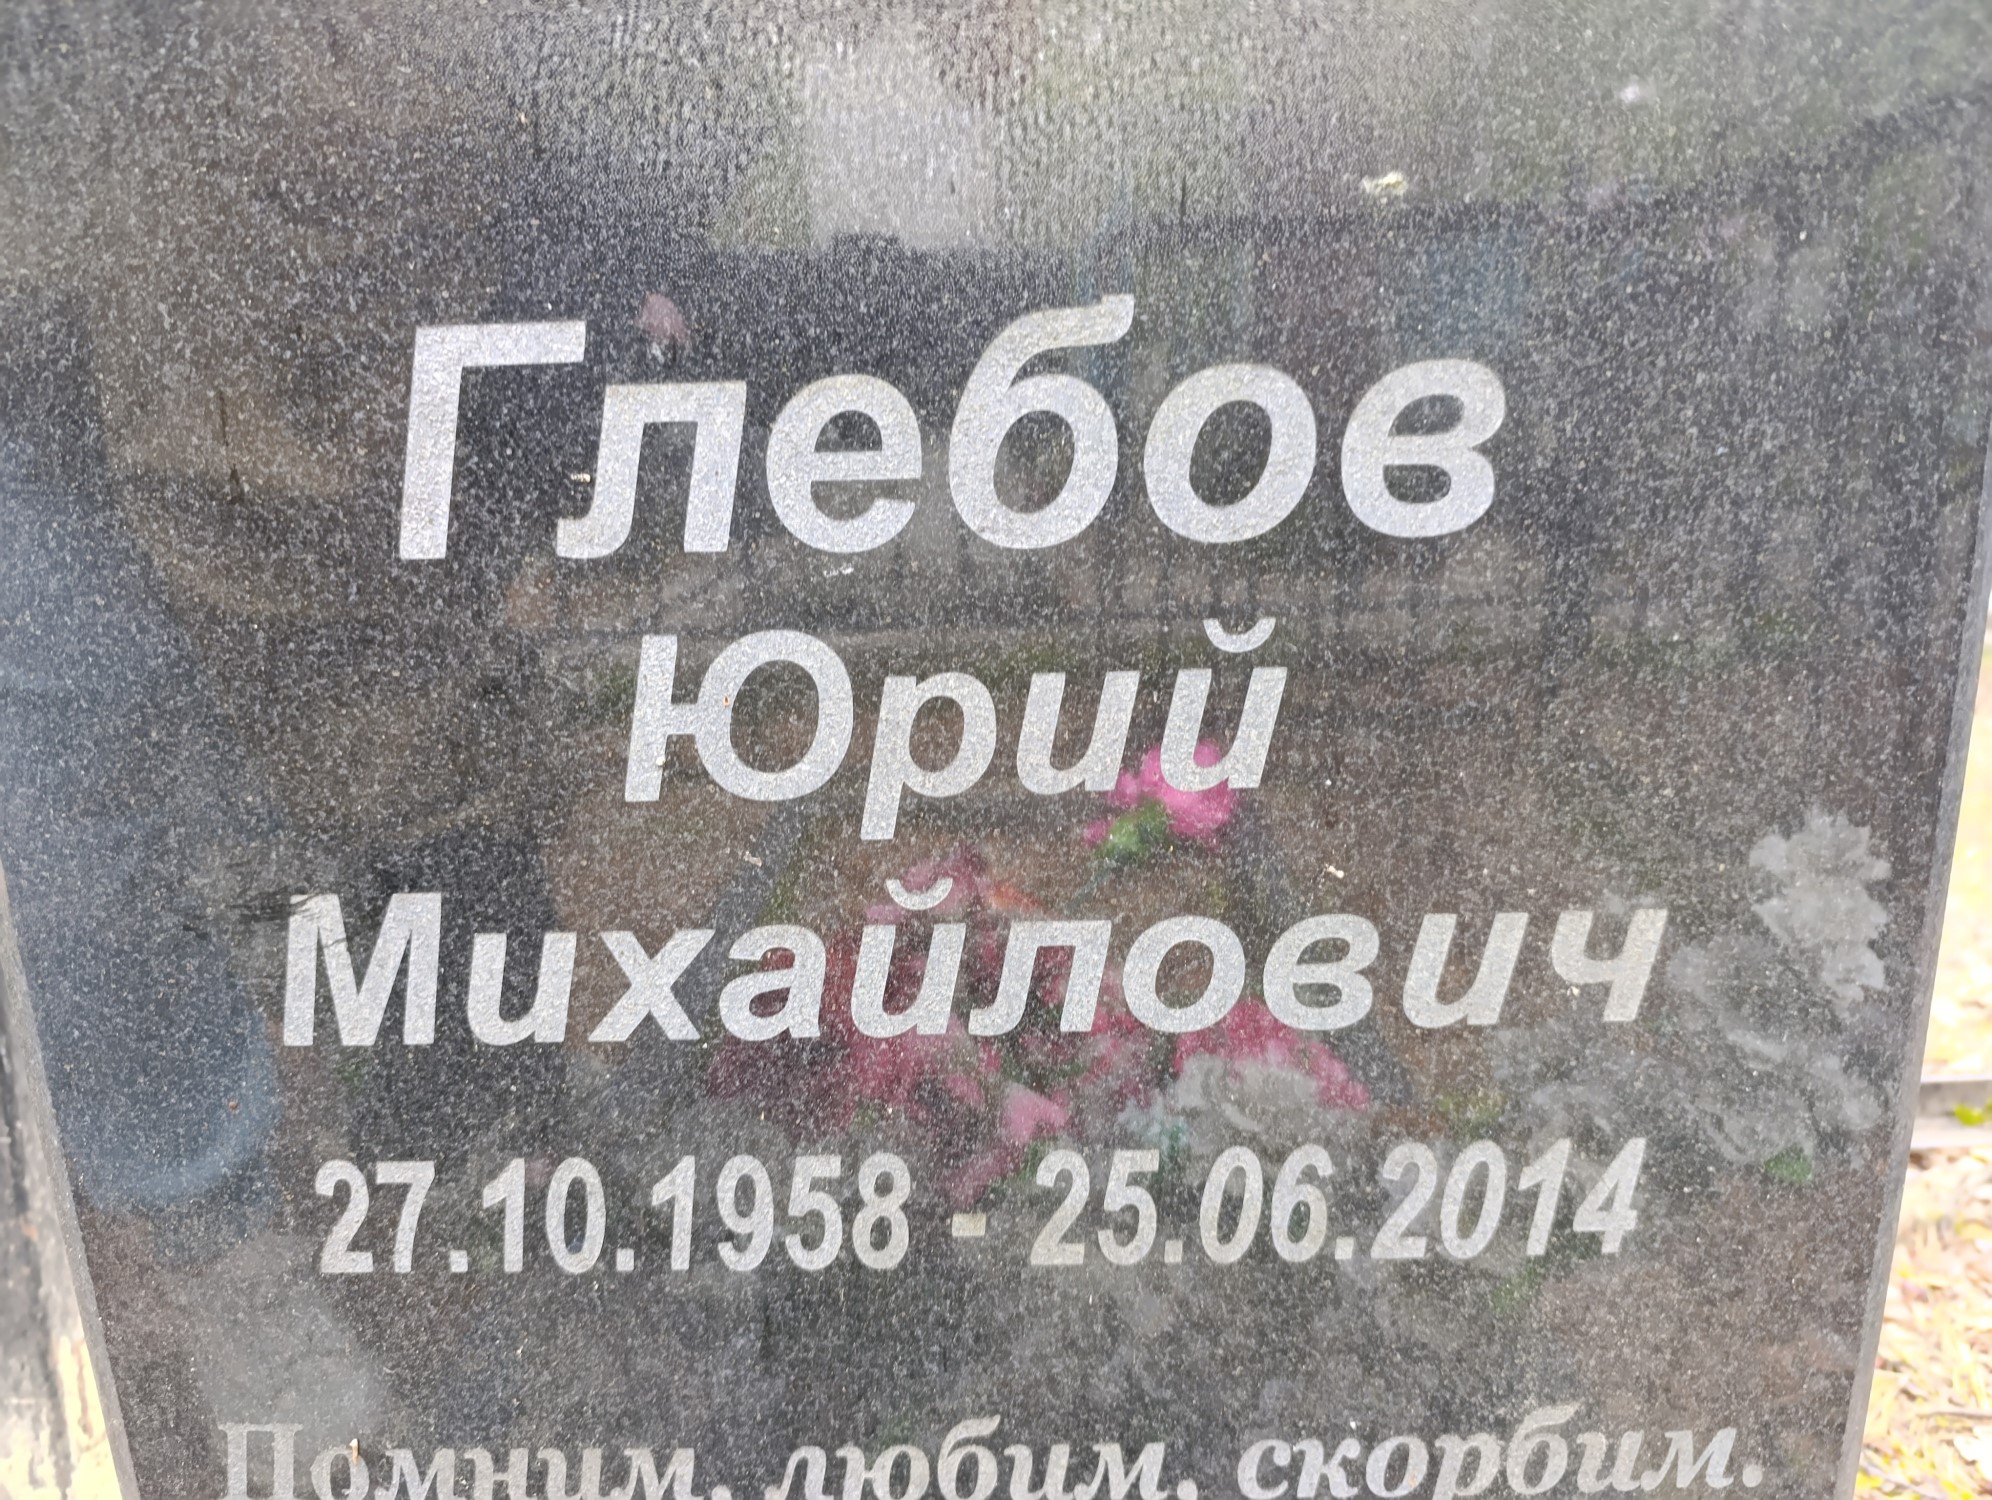 Глебов
Юрий
Михайлович
27.10.1958 - 25.06.2014
Помним, любим, скорбим.